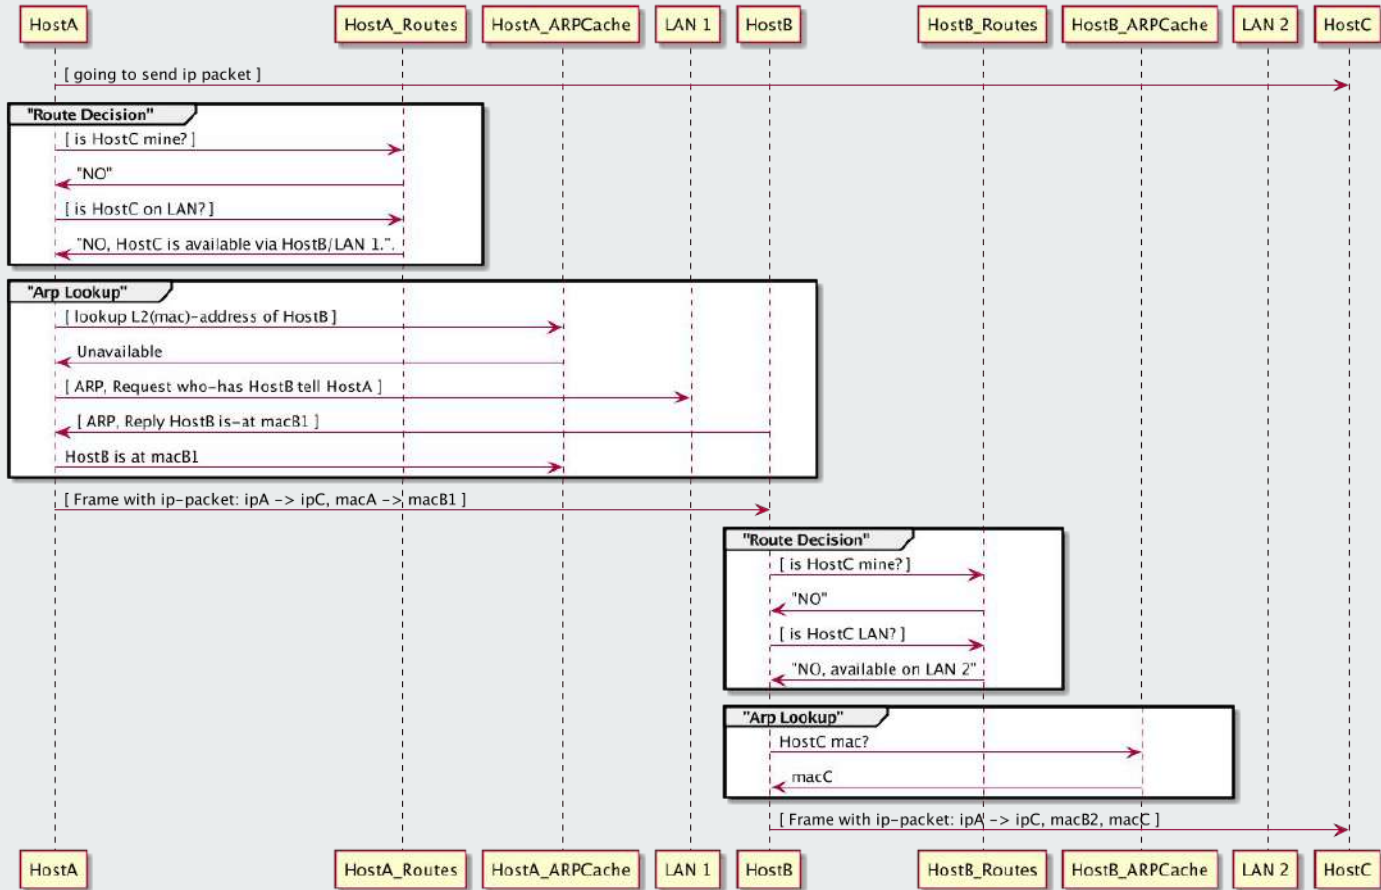 HostA HostA_Routes HostA_ARPCache LAN 1 HostB HostB_Routes HostB_ARPCache LAN 2 HostC
[ going to send ip packet ]
"Route Decision"
[ is HostC mine? ]
"NO"
[ is HostC on LAN? ]
"NO, HostC is available via HostB/LAN 1.".
"Arp Lookup"
[ lookup L2(mac)-address of HostB ]
Unavailable
[ ARP, Request who-has HostB tell HostA ]
[ ARP, Reply HostB is-at macB1 ]
HostB is at macB1
[ Frame with ip-packet: ipA -> ipC, macA -> macB1 ]
"Route Decision"
[ is HostC mine? ]
"NO"
[ is HostC LAN? ]
"NO, available on LAN 2"
"Arp Lookup"
HostC mac?
macC
[ Frame with ip-packet: ipA -> ipC, macB2, macC ]
HostA HostA_Routes HostA_ARPCache LAN 1 HostB HostB_Routes HostB_ARPCache LAN 2 HostC